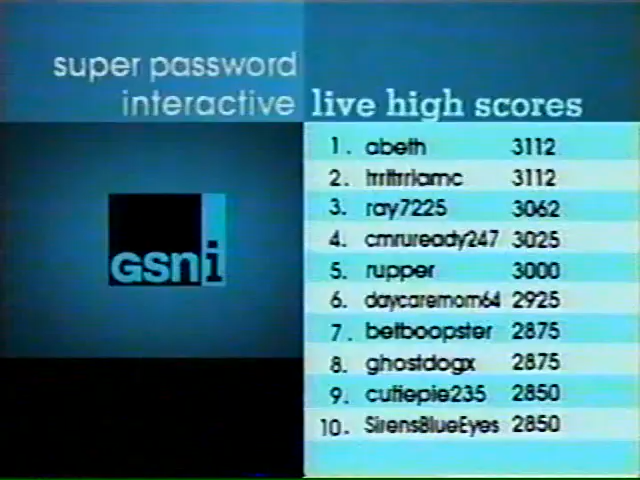 super password
interactive
live high scores
GSNi
1. abeth 3112
2. 3112
3. ray7225 3062
4. cmruready247 3025
5. rupper 3000
6. daycaremom64 2925
7. betboopster 2875
8. ghostdogx 2875
9. cutiepie235 2850
10. SirensBlueEyes 2850